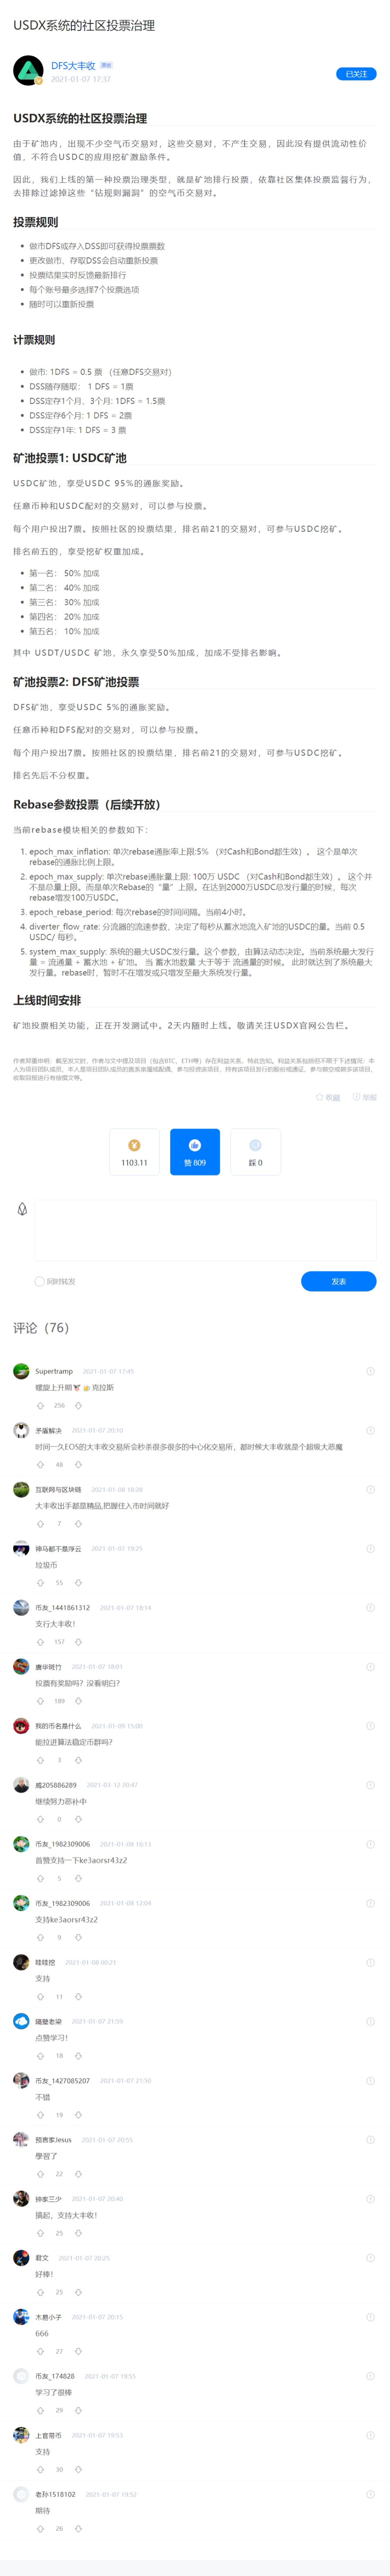 USDX系统的社区投票治理
DFS大丰收
2021-01-07 17:37
已关注
USDX系统的社区投票治理
由于矿池内，出现不少空气币交易对，这些交易对，不产生交易，因此没有提供流动性价
值，不符合USDC的应用挖矿激励条件。
因此，我们上线的第一种投票治理类型，就是矿池排行投票，依靠社区集体投票监督行为，
去排除过滤掉这些“钻规则漏洞”的空气币交易对。
投票规则
做市DFS或存入DSS即可获得投票票数
更改做市、存取DSS会自动重新投票
投票结果实时反馈最新排行
每个账号最多选择7个投票选项
随时可以重新投票
计票规则
做市: 1DFS = 0.5 票 （任意DFS交易对）
DSS随存随取： 1 DFS = 1票
DSS定存1个月、3个月: 1DFS = 1.5票
DSS定存6个月: 1 DFS = 2票
DSS定存1年: 1 DFS = 3 票
矿池投票1: USDC矿池
USDC矿池，享受USDC 95%的通胀奖励。
任意币种和USDC配对的交易对，可以参与投票。
每个用户投出7票。按照社区的投票结果，排名前21的交易对，可参与USDC挖矿。
排名前五的，享受挖矿权重加成。
第一名： 50% 加成
第二名： 40% 加成
第三名： 30% 加成
第四名： 20% 加成
第五名： 10% 加成
其中 USDT/USDC 矿池，永久享受50%加成，加成不受排名影响。
矿池投票2: DFS矿池投票
DFS矿池，享受USDC 5%的通胀奖励。
任意币种和DFS配对的交易对，可以参与投票。
每个用户投出7票。按照社区的投票结果，排名前21的交易对，可参与USDC挖矿。
排名先后不分权重。
Rebase参数投票（后续开放）
当前rebase模块相关的参数如下：
1. epoch_max_inflation: 单次rebase通胀率上限:5% （对Cash和Bond都生效）。 这个是单次
rebase的通胀比例上限。
2. epoch_max_supply: 单次rebase通胀量上限: 100万 USDC （对Cash和Bond都生效）。 这个并
不是总量上限。而是单次Rebase的“量”上限。在达到2000万USDC总发行量的时候，每次
rebase增发100万USDC。
3. epoch_rebase_period: 每次rebase的时间间隔。当前4小时。
4. diverter_flow_rate: 分流器的流速参数，决定了每秒从蓄水池流入矿池的USDC的量。当前 0.5
USDC/ 每秒。
5. system_max_supply: 系统的最大USDC发行量。这个参数，由算法动态决定。当前系统最大发行
量 = 流通量 + 蓄水池 + 矿池。 当 蓄水池数量 大于等于 流通量的时候。 此时就达到了系统最大
发行量。rebase时，暂时不在增发或只增发至最大系统发行量。
上线时间安排
矿池投票相关功能，正在开发测试中。2天内随时上线。敬请关注USDX官网公告栏。
作者郑重申明：截至发文时，作者与文中提及项目（包含BTC、ETH等）存在利益关系，特此告知。利益关系包括但不限于下述情况：本
人为项目团队成员，本人是项目团队成员的直系亲属或配偶，参与投资该项目，持有该项目发行的股份或通证，参与做空或做多该项目，
收取回报进行有偿撰文等。
收藏 举报
1103.11
赞 809
踩 0
同时转发
发表
评论（76）
Supertramp 2021-01-07 17:45
螺旋上升期🐮🍺克拉斯
256
矛盾解决 2021-01-07 20:10
时间一久EOS的大丰收交易所会秒杀很多很多的中心化交易所，都时候大丰收就是个超级大恶魔
48
互联网与区块链 2021-01-08 18:28
大丰收出手都是精品,把握住入市时间就好
7
神马都不是浮云 2021-01-07 19:25
垃圾币
55
币友_1441861312 2021-01-07 18:14
支行大丰收！
157
唐华斑竹 2021-01-07 18:01
投票有奖励吗？没看明白？
189
我的币名是什么 2021-01-09 15:00
能拉进算法稳定币群吗？
3
威205886289 2021-03-12 20:47
继续努力恶补中
0
币友_1982309006 2021-01-08 16:13
首赞支持一下ke3aorsr43z2
5
币友_1982309006 2021-01-08 12:04
支持ke3aorsr43z2
9
哇哇挖 2021-01-08 00:21
支持
11
隔壁老梁 2021-01-07 21:59
点赞学习！
18
币友_1427085207 2021-01-07 21:50
不错
19
预言家Jesus 2021-01-07 20:55
學習了
22
钟家三少 2021-01-07 20:49
搞起，支持大丰收！
25
君文 2021-01-07 20:25
好棒！
25
木易小子 2021-01-07 20:15
666
27
币友_174828 2021-01-07 19:55
学习了很棒
29
上官带币 2021-01-07 19:53
支持
30
老孙1518102 2021-01-07 19:52
期待
26